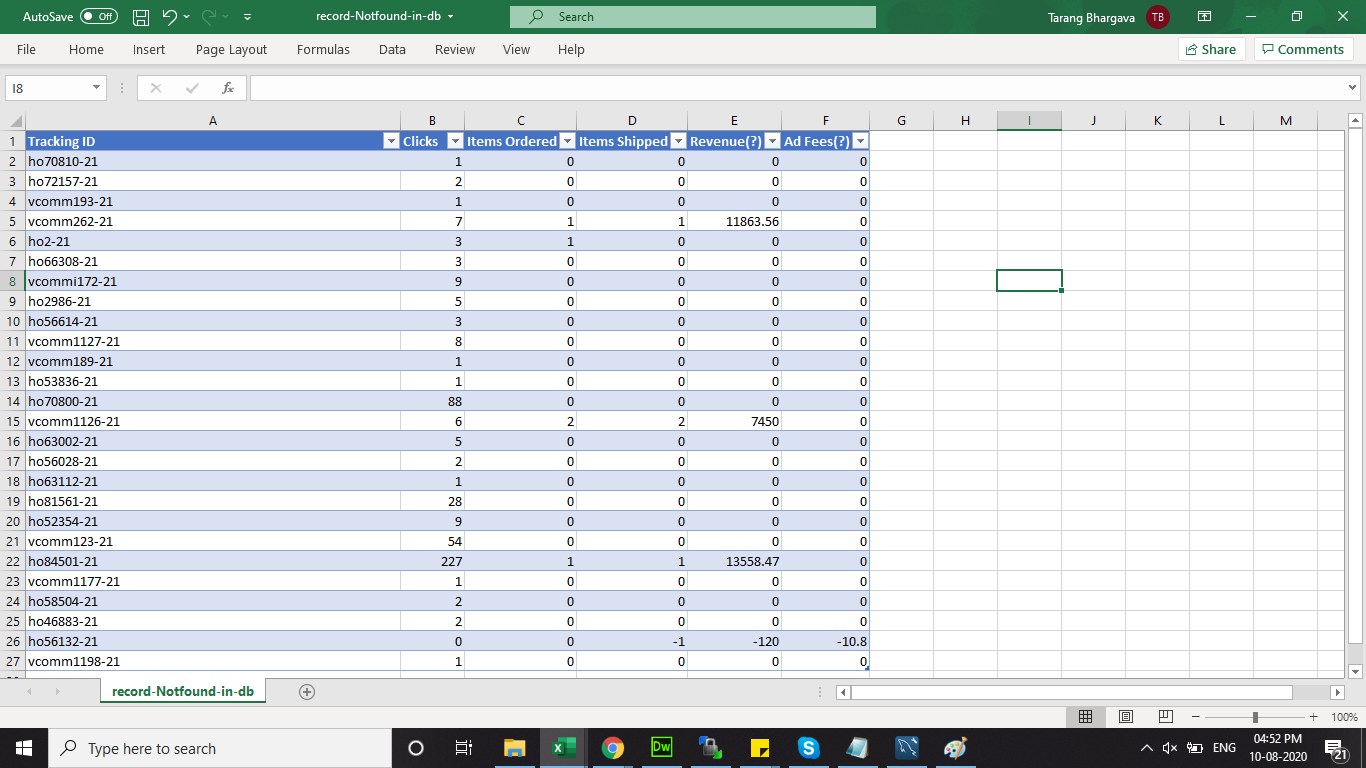 AutoSave Off record-Notfound-in-db Search Tarang Bhargava TB
File Home Insert Page Layout Formulas Data Review View Help Share Comments
I8 fx
A B C D E F G H I J K L M
1 Tracking ID Clicks Items Ordered Items Shipped Revenue(?) Ad Fees(?)
2 ho70810-21 1 0 0 0 0
3 ho72157-21 2 0 0 0 0
4 vcomm193-21 1 0 0 0 0
5 vcomm262-21 7 1 1 11863.56 0
6 ho2-21 3 1 0 0 0
7 ho66308-21 3 0 0 0 0
8 vcommi172-21 9 0 0 0 0
9 ho2986-21 5 0 0 0 0
10 ho56614-21 3 0 0 0 0
11 vcomm1127-21 8 0 0 0 0
12 vcomm189-21 1 0 0 0 0
13 ho53836-21 1 0 0 0 0
14 ho70800-21 88 0 0 0 0
15 vcomm1126-21 6 2 2 7450 0
16 ho63002-21 5 0 0 0 0
17 ho56028-21 2 0 0 0 0
18 ho63112-21 1 0 0 0 0
19 ho81561-21 28 0 0 0 0
20 ho52354-21 9 0 0 0 0
21 vcomm123-21 54 0 0 0 0
22 ho84501-21 227 1 1 13558.47 0
23 vcomm1177-21 1 0 0 0 0
24 ho58504-21 2 0 0 0 0
25 ho46883-21 2 0 0 0 0
26 ho56132-21 0 0 -1 -120 -10.8
27 vcomm1198-21 1 0 0 0 0
record-Notfound-in-db
100%
Type here to search Dw ENG 04:52 PM
10-08-2020 21